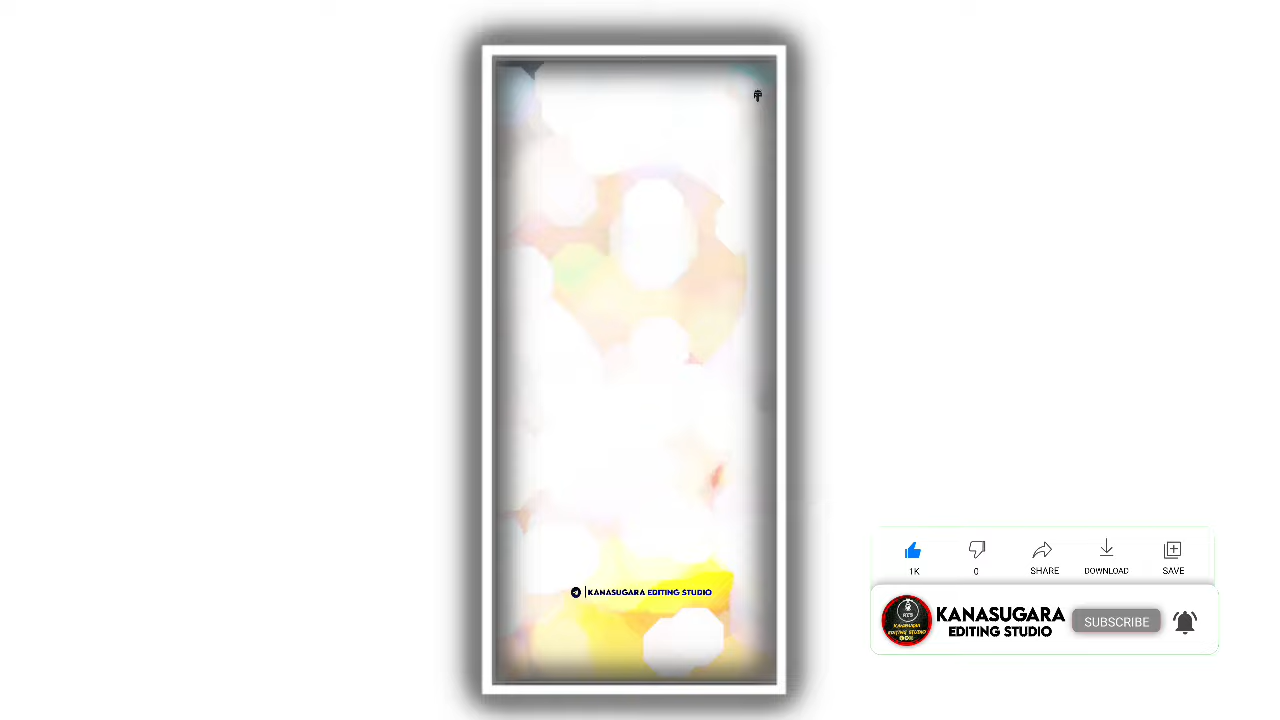 KANASUGARA EDITING STUDIO
1K
0
SHARE
DOWNLOAD
SAVE
KANASUGARA
EDITING STUDIO
SUBSCRIBE